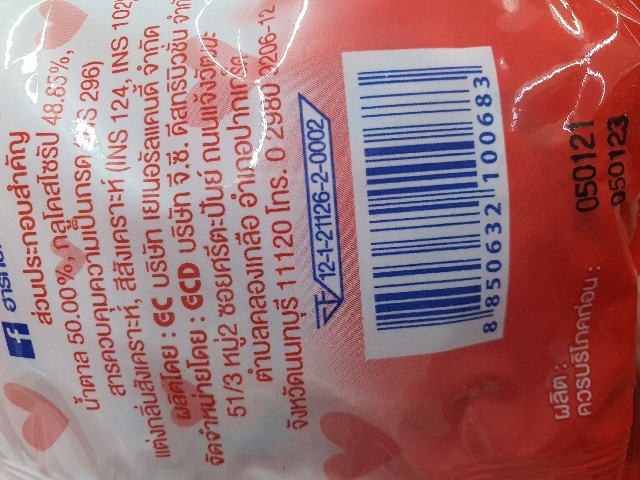 ส่วนประกอบสำคัญ
น้ำตาล 50.00%, กลูโคสไซรัป 48.85%,
สารควบคุมความเป็นกรด (INS 296)
แต่งกลิ่นสังเคราะห์, สีสังเคราะห์ (INS 124, INS 102)
ผลิตโดย : GC บริษัท เยเนอรัลแคนดี้ จำกัด
จัดจำหน่ายโดย : GCD บริษัท จี.ซี. ดีสทริบิวชั่น
51/3 หมู่2 ซอยศรีตะปันย์ ถนนแจ้งวัฒนะ
ตำบลคลองเกลือ อำเภอปากเกร็ด
จังหวัดนนทบุรี 11120 โทร. 0 2980
12-1-21126-2-0002
8 850632 100683
ผลิต : 050121
ควรบริโภคก่อน : 050123